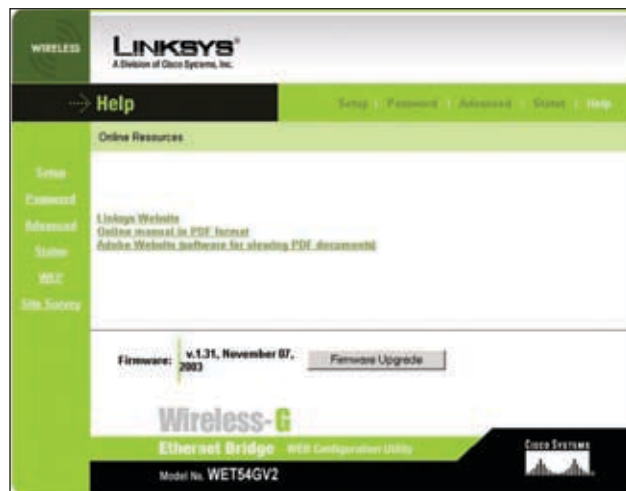 WIRELESS
LINKSYS®
A Division of Cisco Systems, Inc.
Help
Setup | Password | Advanced | Status | Help
Online Resources
Setup
Password
Advanced
Status
WEP
Site Survey
Linksys Website
Online manual in PDF format
Adobe Website (software for viewing PDF documents)
Firmware: v.1.31, November 07, 2003
Firmware Upgrade
Wireless-G
Ethernet Bridge WEB Configuration Utility
Model No. WET54GV2
CISCO SYSTEMS